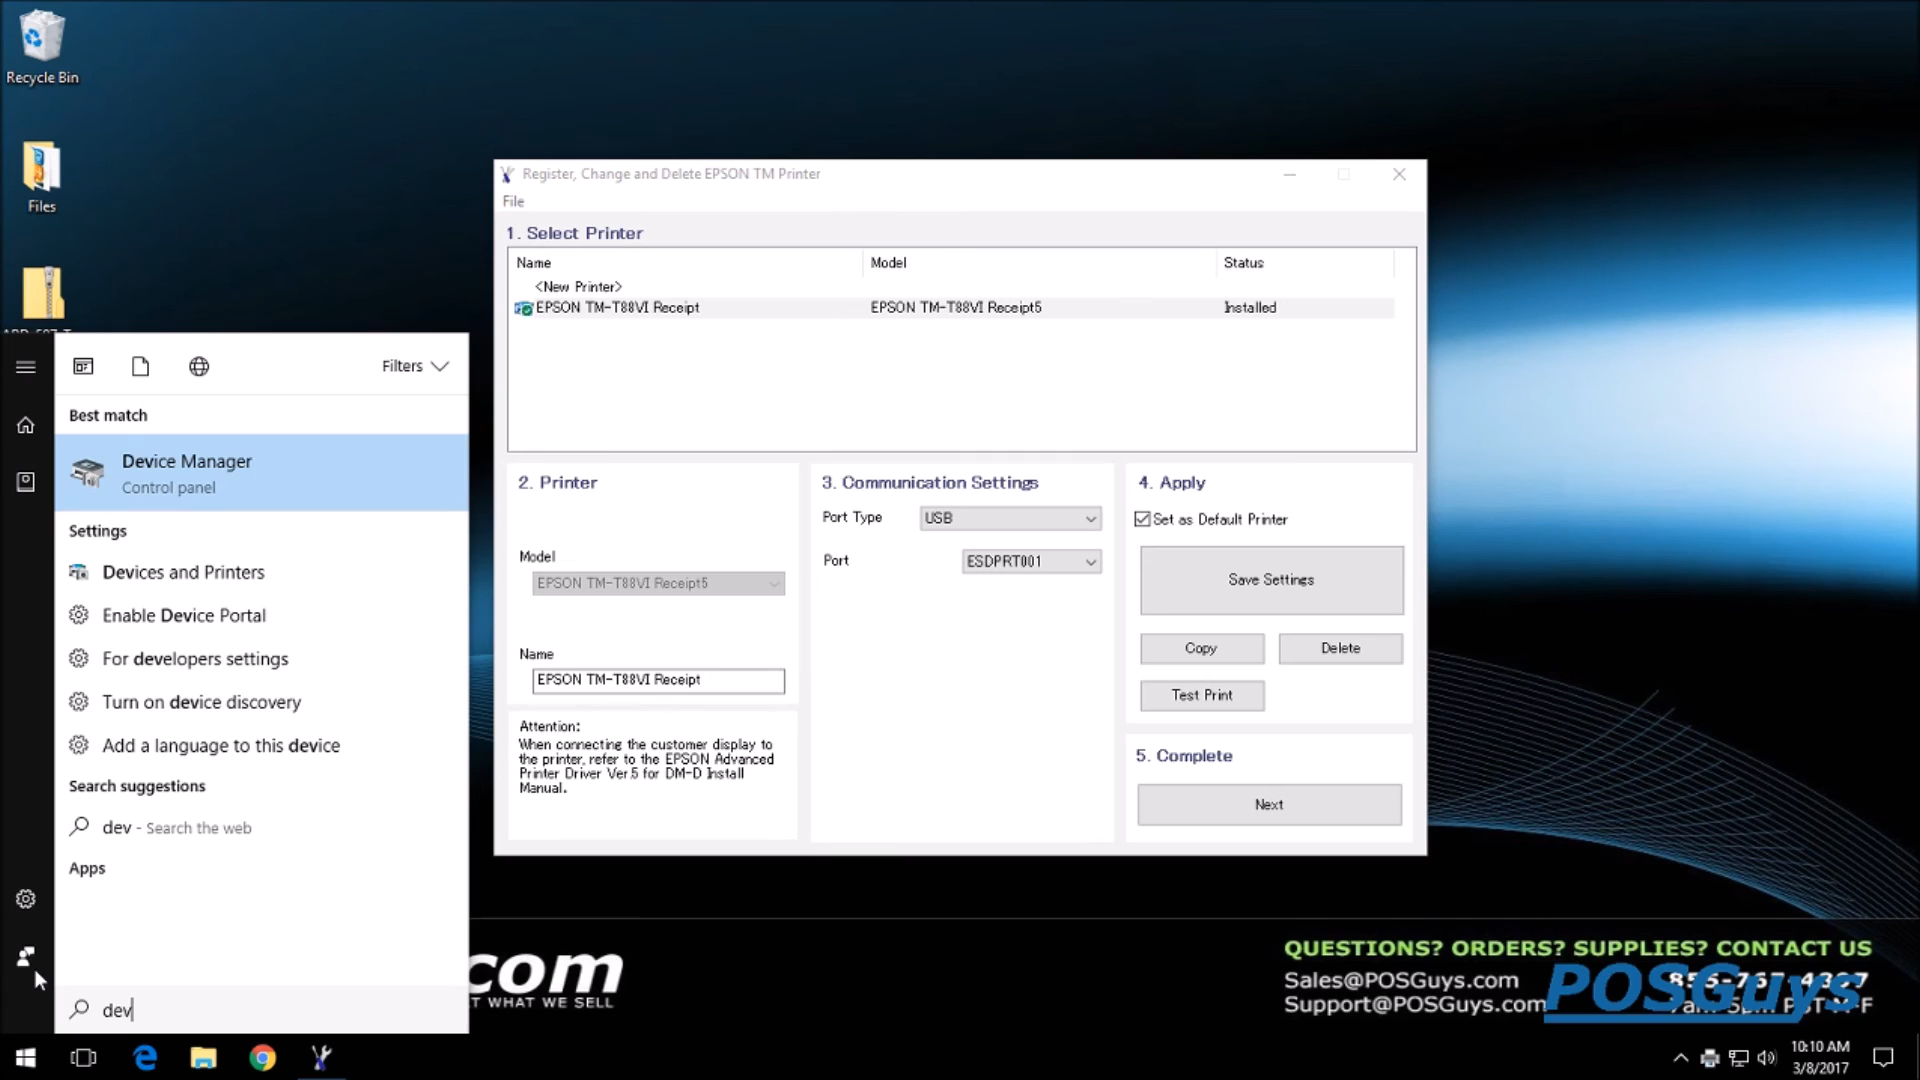 Recycle Bin
Files
Filters
Best match
Device Manager
Control panel
Settings
Devices and Printers
Enable Device Portal
For developers settings
Turn on device discovery
Add a language to this device
Search suggestions
dev - Search the web
Apps
dev
Register, Change and Delete EPSON TM Printer
File
1. Select Printer
Name Model Status
<New Printer>
EPSON TM-T88VI Receipt EPSON TM-T88VI Receipt5 Installed
2. Printer
Model
EPSON TM-T88VI Receipt5
Name
EPSON TM-T88VI Receipt
Attention:
When connecting the customer display to
the printer, refer to the EPSON Advanced
Printer Driver Ver.5 for DM-D Install
Manual.
3. Communication Settings
Port Type USB
Port ESDPRT001
4. Apply
Set as Default Printer
Save Settings
Copy Delete
Test Print
5. Complete
Next
.com
T WHAT WE SELL
QUESTIONS? ORDERS? SUPPLIES? CONTACT US
Sales@POSGuys.com
Support@POSGuys.com
POSGuys
10:10 AM
3/8/2017